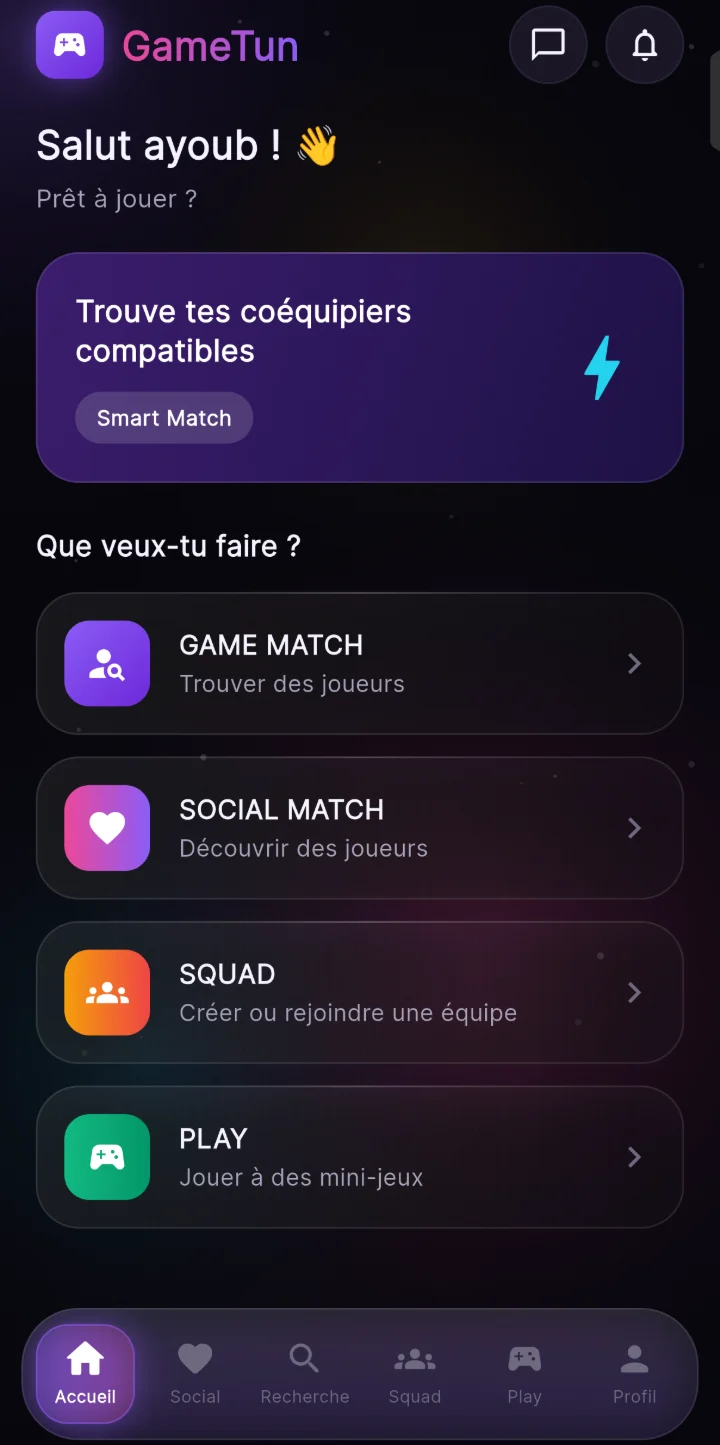 GameTun
Salut ayoub ! 👋
Prêt à jouer ?
Trouve tes coéquipiers
compatibles
Smart Match
Que veux-tu faire ?
GAME MATCH
Trouver des joueurs
SOCIAL MATCH
Découvrir des joueurs
SQUAD
Créer ou rejoindre une équipe
PLAY
Jouer à des mini-jeux
Accueil
Social
Recherche
Squad
Play
Profil